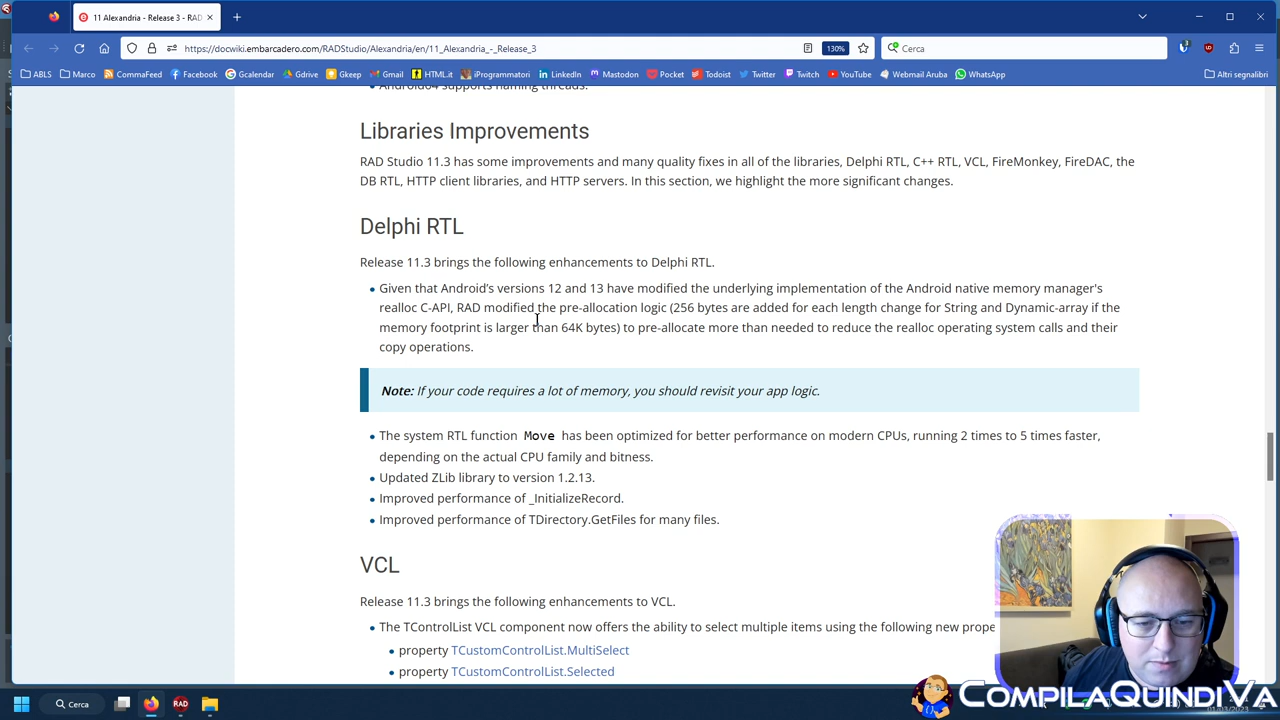 11 Alexandria - Release 3 - RAD
https://docwiki.embarcadero.com/RADStudio/Alexandria/en/11_Alexandria_-_Release_3
130%
Cerca
ABLS
Marco
CommaFeed
Facebook
Gcalendar
Gdrive
Gkeep
Gmail
HTML.it
iProgrammatori
LinkedIn
Mastodon
Pocket
Todoist
Twitter
Twitch
YouTube
Webmail Aruba
WhatsApp
Altri segnalibri
Android64 supports naming threads.
Libraries Improvements
RAD Studio 11.3 has some improvements and many quality fixes in all of the libraries, Delphi RTL, C++ RTL, VCL, FireMonkey, FireDAC, the
DB RTL, HTTP client libraries, and HTTP servers. In this section, we highlight the more significant changes.
Delphi RTL
Release 11.3 brings the following enhancements to Delphi RTL.
Given that Android's versions 12 and 13 have modified the underlying implementation of the Android native memory manager's
realloc C-API, RAD modified the pre-allocation logic (256 bytes are added for each length change for String and Dynamic-array if the
memory footprint is larger than 64K bytes) to pre-allocate more than needed to reduce the realloc operating system calls and their
copy operations.
Note: If your code requires a lot of memory, you should revisit your app logic.
The system RTL function Move has been optimized for better performance on modern CPUs, running 2 times to 5 times faster,
depending on the actual CPU family and bitness.
Updated ZLib library to version 1.2.13.
Improved performance of _InitializeRecord.
Improved performance of TDirectory.GetFiles for many files.
VCL
Release 11.3 brings the following enhancements to VCL.
The TControlList VCL component now offers the ability to select multiple items using the following new prope
property TCustomControlList.MultiSelect
property TCustomControlList.Selected
COMPILAQUINDIVA
Cerca
RAD